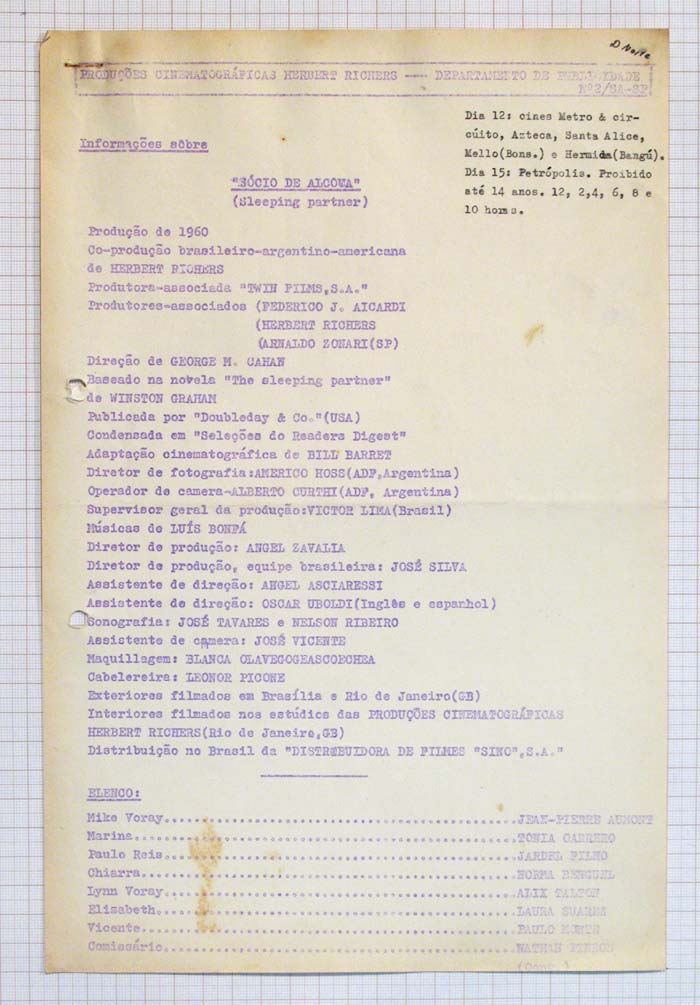 D Noite
PRODUÇÕES CINEMATOGRÁFICAS HERBERT RICHERS --- DEPARTAMENTO DE PUBLICIDADE
Nº2/SA-SP
Dia 12: cines Metro & cir-
cúito, Azteca, Santa Alice,
Mello(Bons.) e Hermida(Bangú).
Dia 15: Petrópolis. Proibido
até 14 anos. 12, 2,4, 6, 8 e
10 horas.
Informações sôbre
"SÓCIO DE ALCOVA"
(Sleeping partner)
Produção de 1960
Co-produção brasileiro-argentino-americana
de HERBERT RICHERS
Produtora-associada "TWIN FILMS,S.A."
Produtores-associados (FEDERICO J. AICARDI
(HERBERT RICHERS
(ARNALDO ZONARI(SP)
Direção de GEORGE M. CAHAN
Baseado na novela "The sleeping partner"
de WINSTON GRAHAM
Publicada por "Doubleday & Co."(USA)
Condensada em "Seleções do Readers Digest"
Adaptação cinematográfica de BILL BARRET
Diretor de fotografia:AMERICO HOSS(ADF,Argentina)
Operador de camera-ALBERTO CURTHI(ADF, Argentina)
Supervisor geral da produção:VICTOR LIMA(Brasil)
Músicas de LUÍS BONFÁ
Diretor de produção: ANGEL ZAVALIA
Diretor de produção, equipe brasileira: JOSÉ SILVA
Assistente de direção: ANGEL ASCIARESSI
Assistente de direção: OSCAR UBOLDI(Inglês e espanhol)
Sonografia: JOSÉ TAVARES e NELSON RIBEIRO
Assistente de camera: JOSÉ VICENTE
Maquillagem: BLANCA OLAVEGOGEASCOECHEA
Cabelereira: LEONOR PICONE
Exteriores filmados em Brasília e Rio de Janeiro(GB)
Interiores filmados nos estúdios das PRODUÇÕES CINEMATOGRÁFICAS
HERBERT RICHERS(Rio de Janeiro,GB)
Distribuição no Brasil da "DISTRIBUIDORA DE FILMES "SINO",S.A."
ELENCO:
Mike Voray..........................................JEAN-PIERRE AUMONT
Marina..............................................TONIA CARRERO
Paulo Reis..........................................JARDEL FILHO
Chiarra.............................................NORMA BENGUEL
Lynn Voray..........................................ALIX TALTON
Elizabeth...........................................LAURA SUAREZ
Vicente.............................................PAULO MONTE
Comissário..........................................NATHAN
(Cont.)